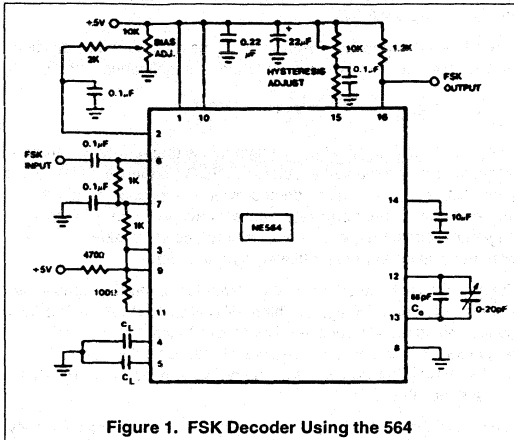 +5V
10K
2K
BIAS
ADJ.
0.22
μF
22μF
+
10K
1.2K
HYSTERESIS
ADJUST
0.1μF
FSK
OUTPUT
0.1μF
1
10
15
16
2
FSK
INPUT
0.1μF
6
1K
0.1μF
7
1K
NE564
14
10μF
3
470Ω
+5V
9
100Ω
11
12
68pF
Co
0-20pF
13
CL
4
5
CL
8
Figure 1. FSK Decoder Using the 564